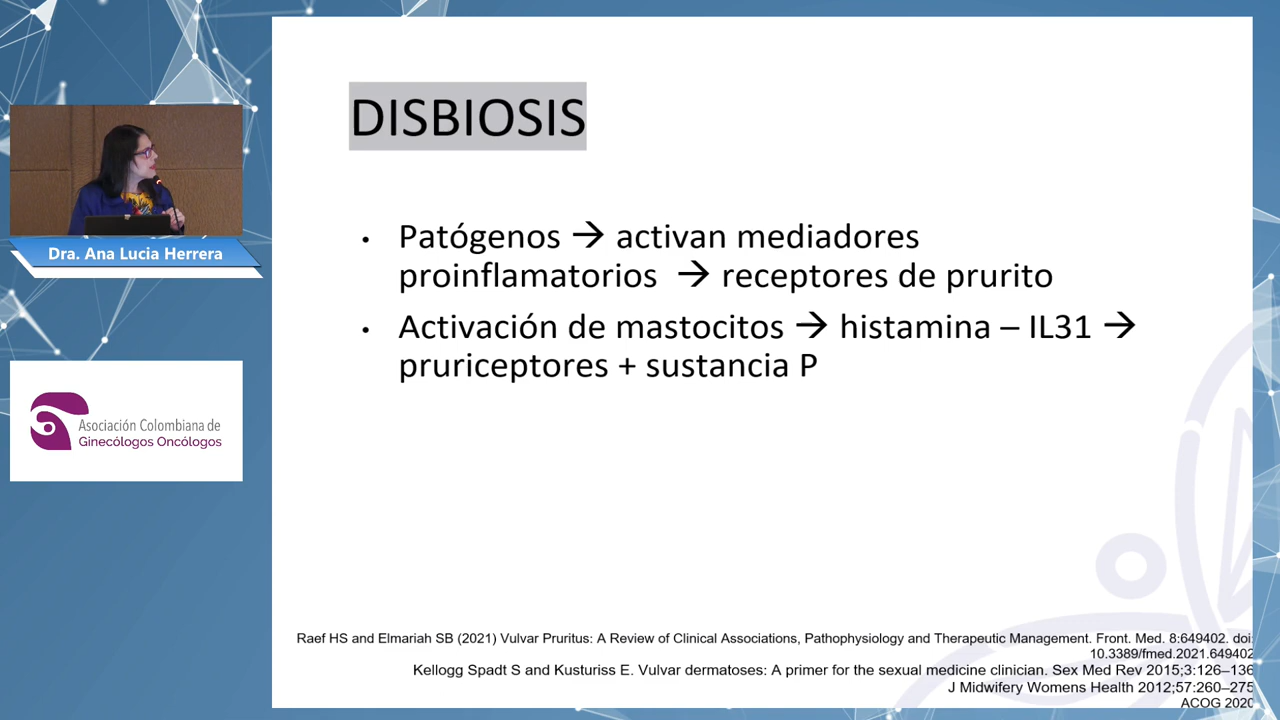 DISBIOSIS
• Patógenos → activan mediadores
proinflamatorios → receptores de prurito
• Activación de mastocitos → histamina – IL31 →
pruriceptores + sustancia P
Dra. Ana Lucia Herrera
Asociación Colombiana de
Ginecólogos Oncólogos
Raef HS and Elmariah SB (2021) Vulvar Pruritus: A Review of Clinical Associations, Pathophysiology and Therapeutic Management. Front. Med. 8:649402. doi:
10.3389/fmed.2021.649402
Kellogg Spadt S and Kusturiss E. Vulvar dermatoses: A primer for the sexual medicine clinician. Sex Med Rev 2015;3:126–136
J Midwifery Womens Health 2012;57:260–275
ACOG 2020